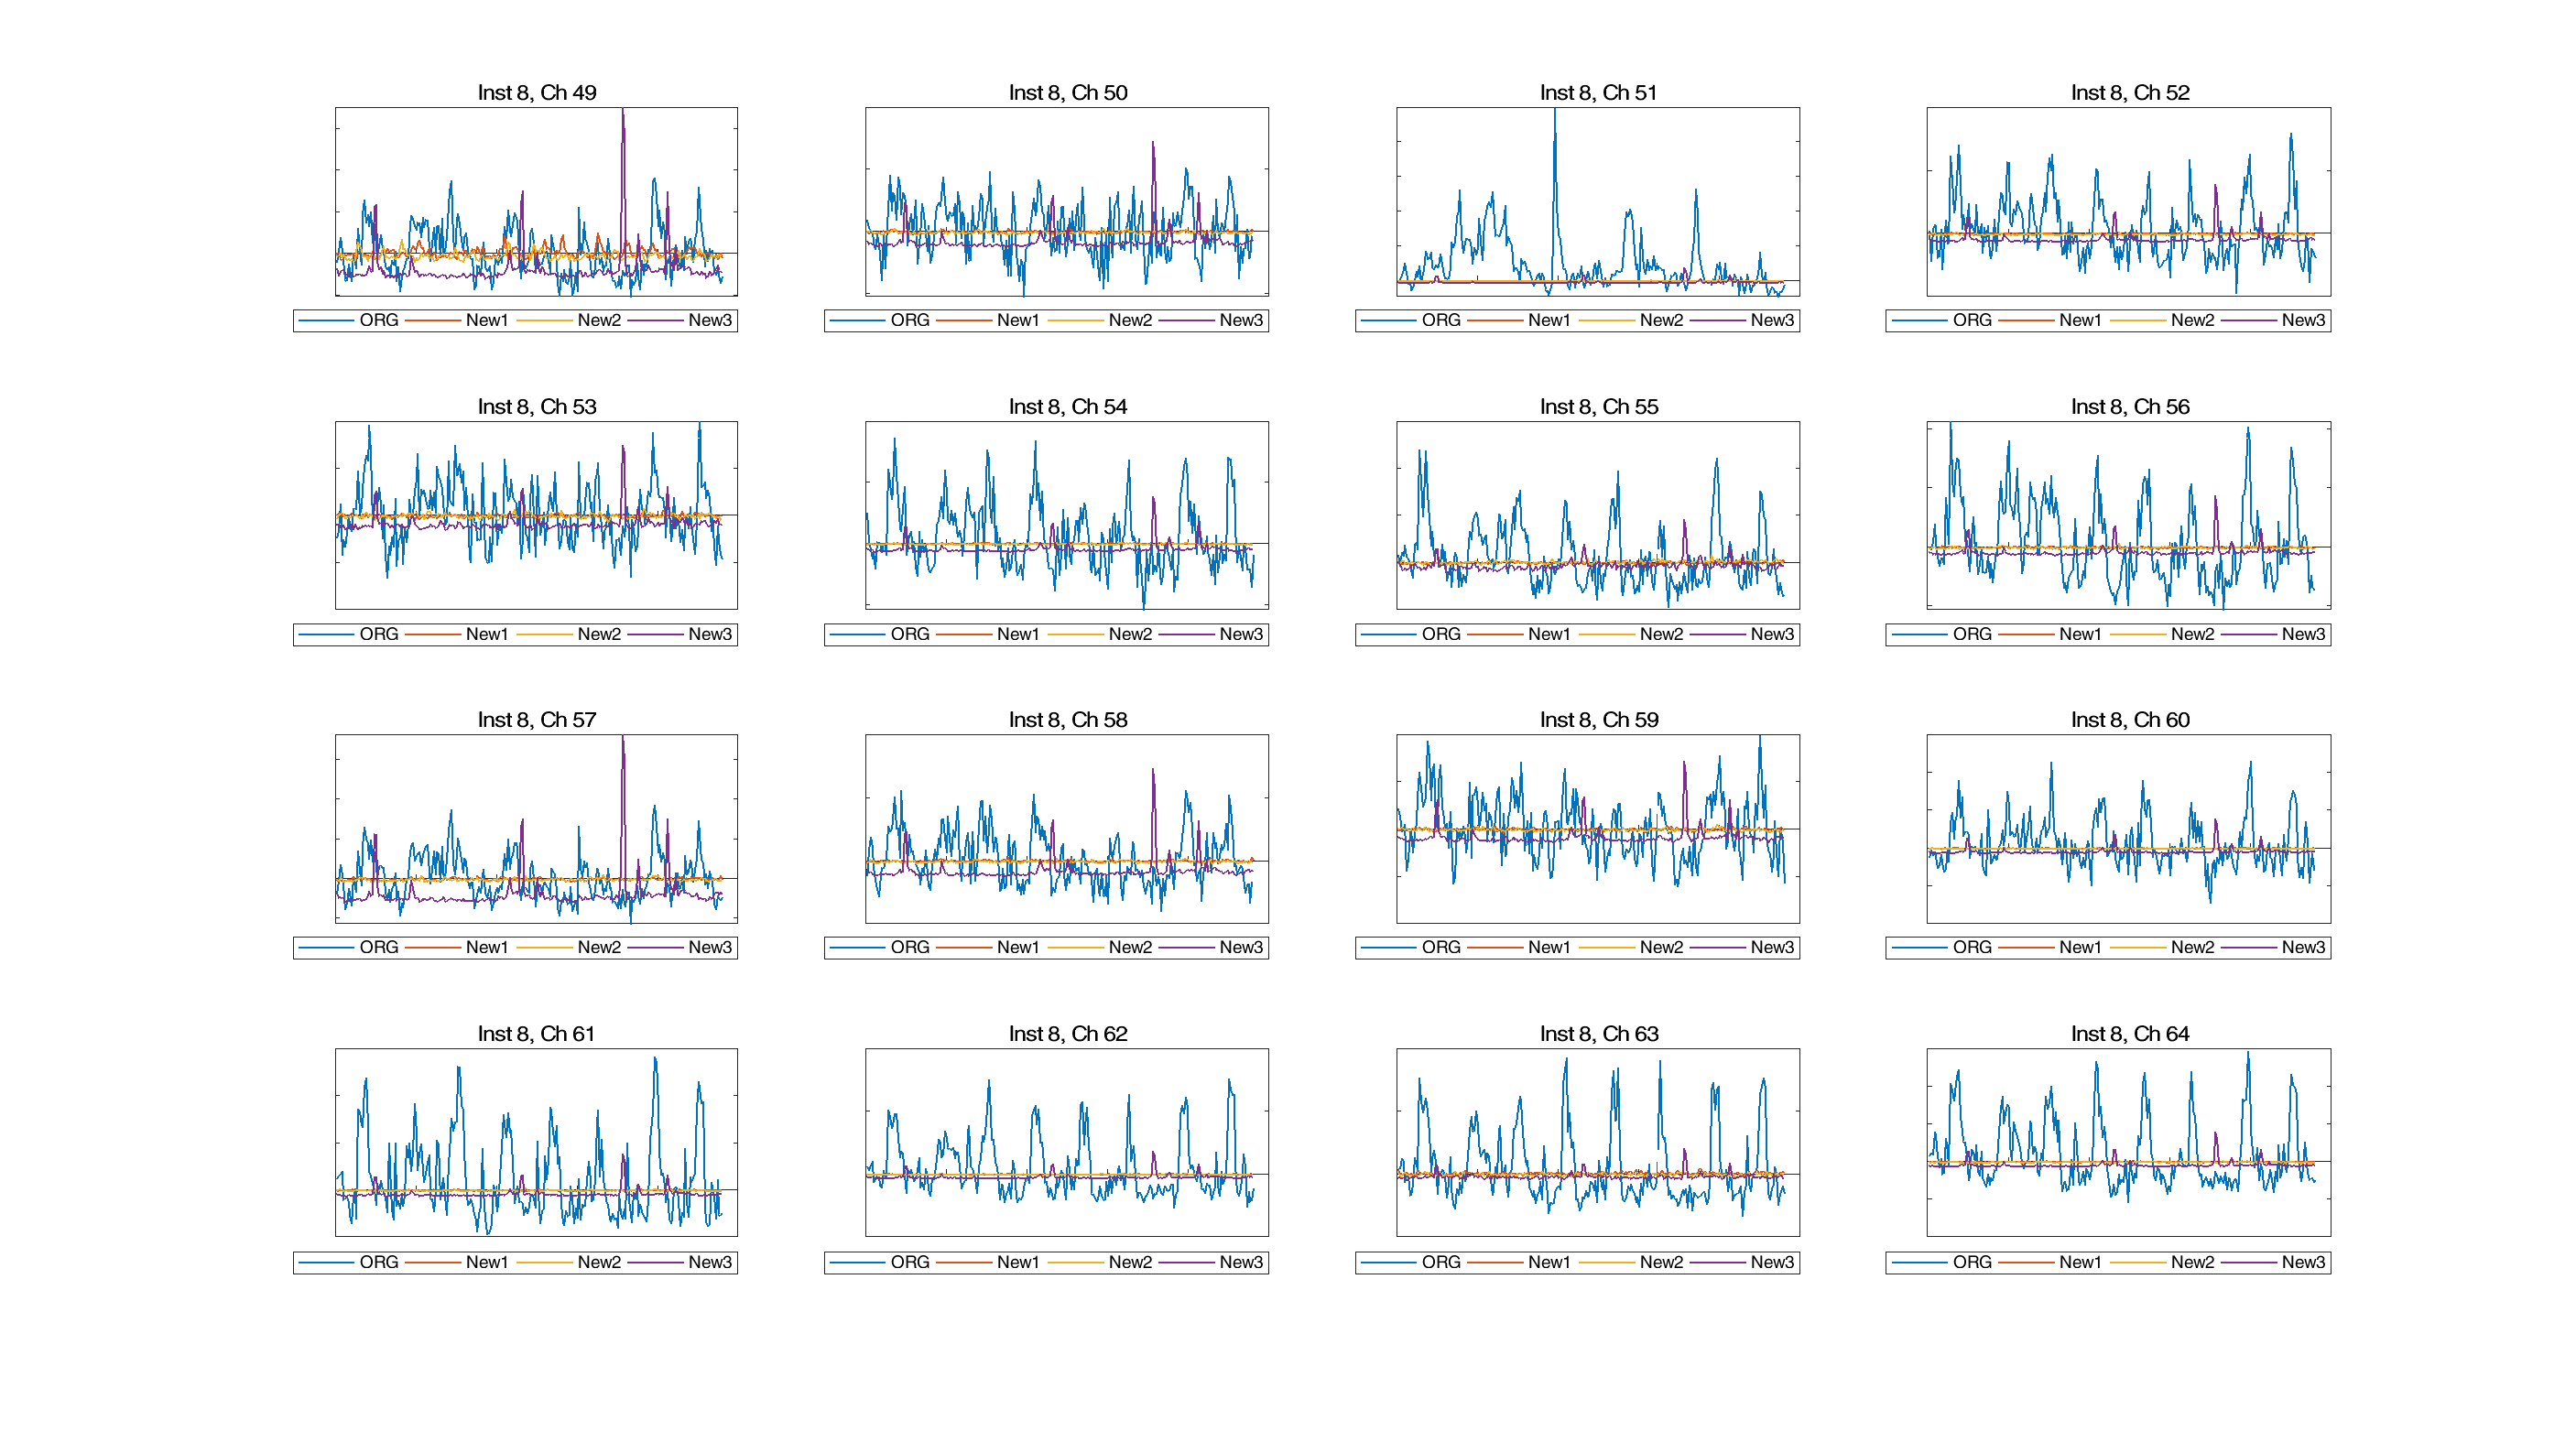 Inst 8, Ch 49
Inst 8, Ch 50
Inst 8, Ch 51
Inst 8, Ch 52
ORG New1 New2 New3
ORG New1 New2 New3
ORG New1 New2 New3
ORG New1 New2 New3
Inst 8, Ch 53
Inst 8, Ch 54
Inst 8, Ch 55
Inst 8, Ch 56
ORG New1 New2 New3
ORG New1 New2 New3
ORG New1 New2 New3
ORG New1 New2 New3
Inst 8, Ch 57
Inst 8, Ch 58
Inst 8, Ch 59
Inst 8, Ch 60
ORG New1 New2 New3
ORG New1 New2 New3
ORG New1 New2 New3
ORG New1 New2 New3
Inst 8, Ch 61
Inst 8, Ch 62
Inst 8, Ch 63
Inst 8, Ch 64
ORG New1 New2 New3
ORG New1 New2 New3
ORG New1 New2 New3
ORG New1 New2 New3